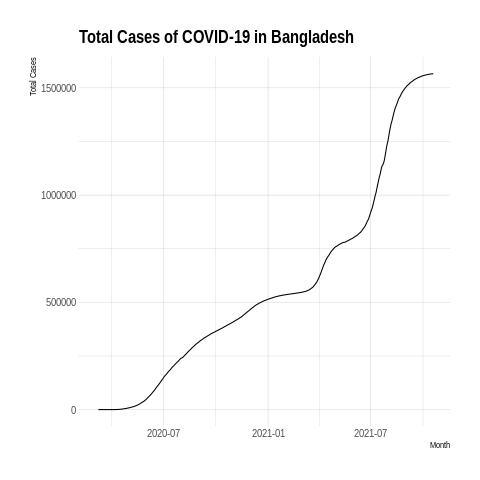 Total Cases of COVID-19 in Bangladesh
Total Cases
1500000
1000000
500000
0
2020-07
2021-01
2021-07
Month